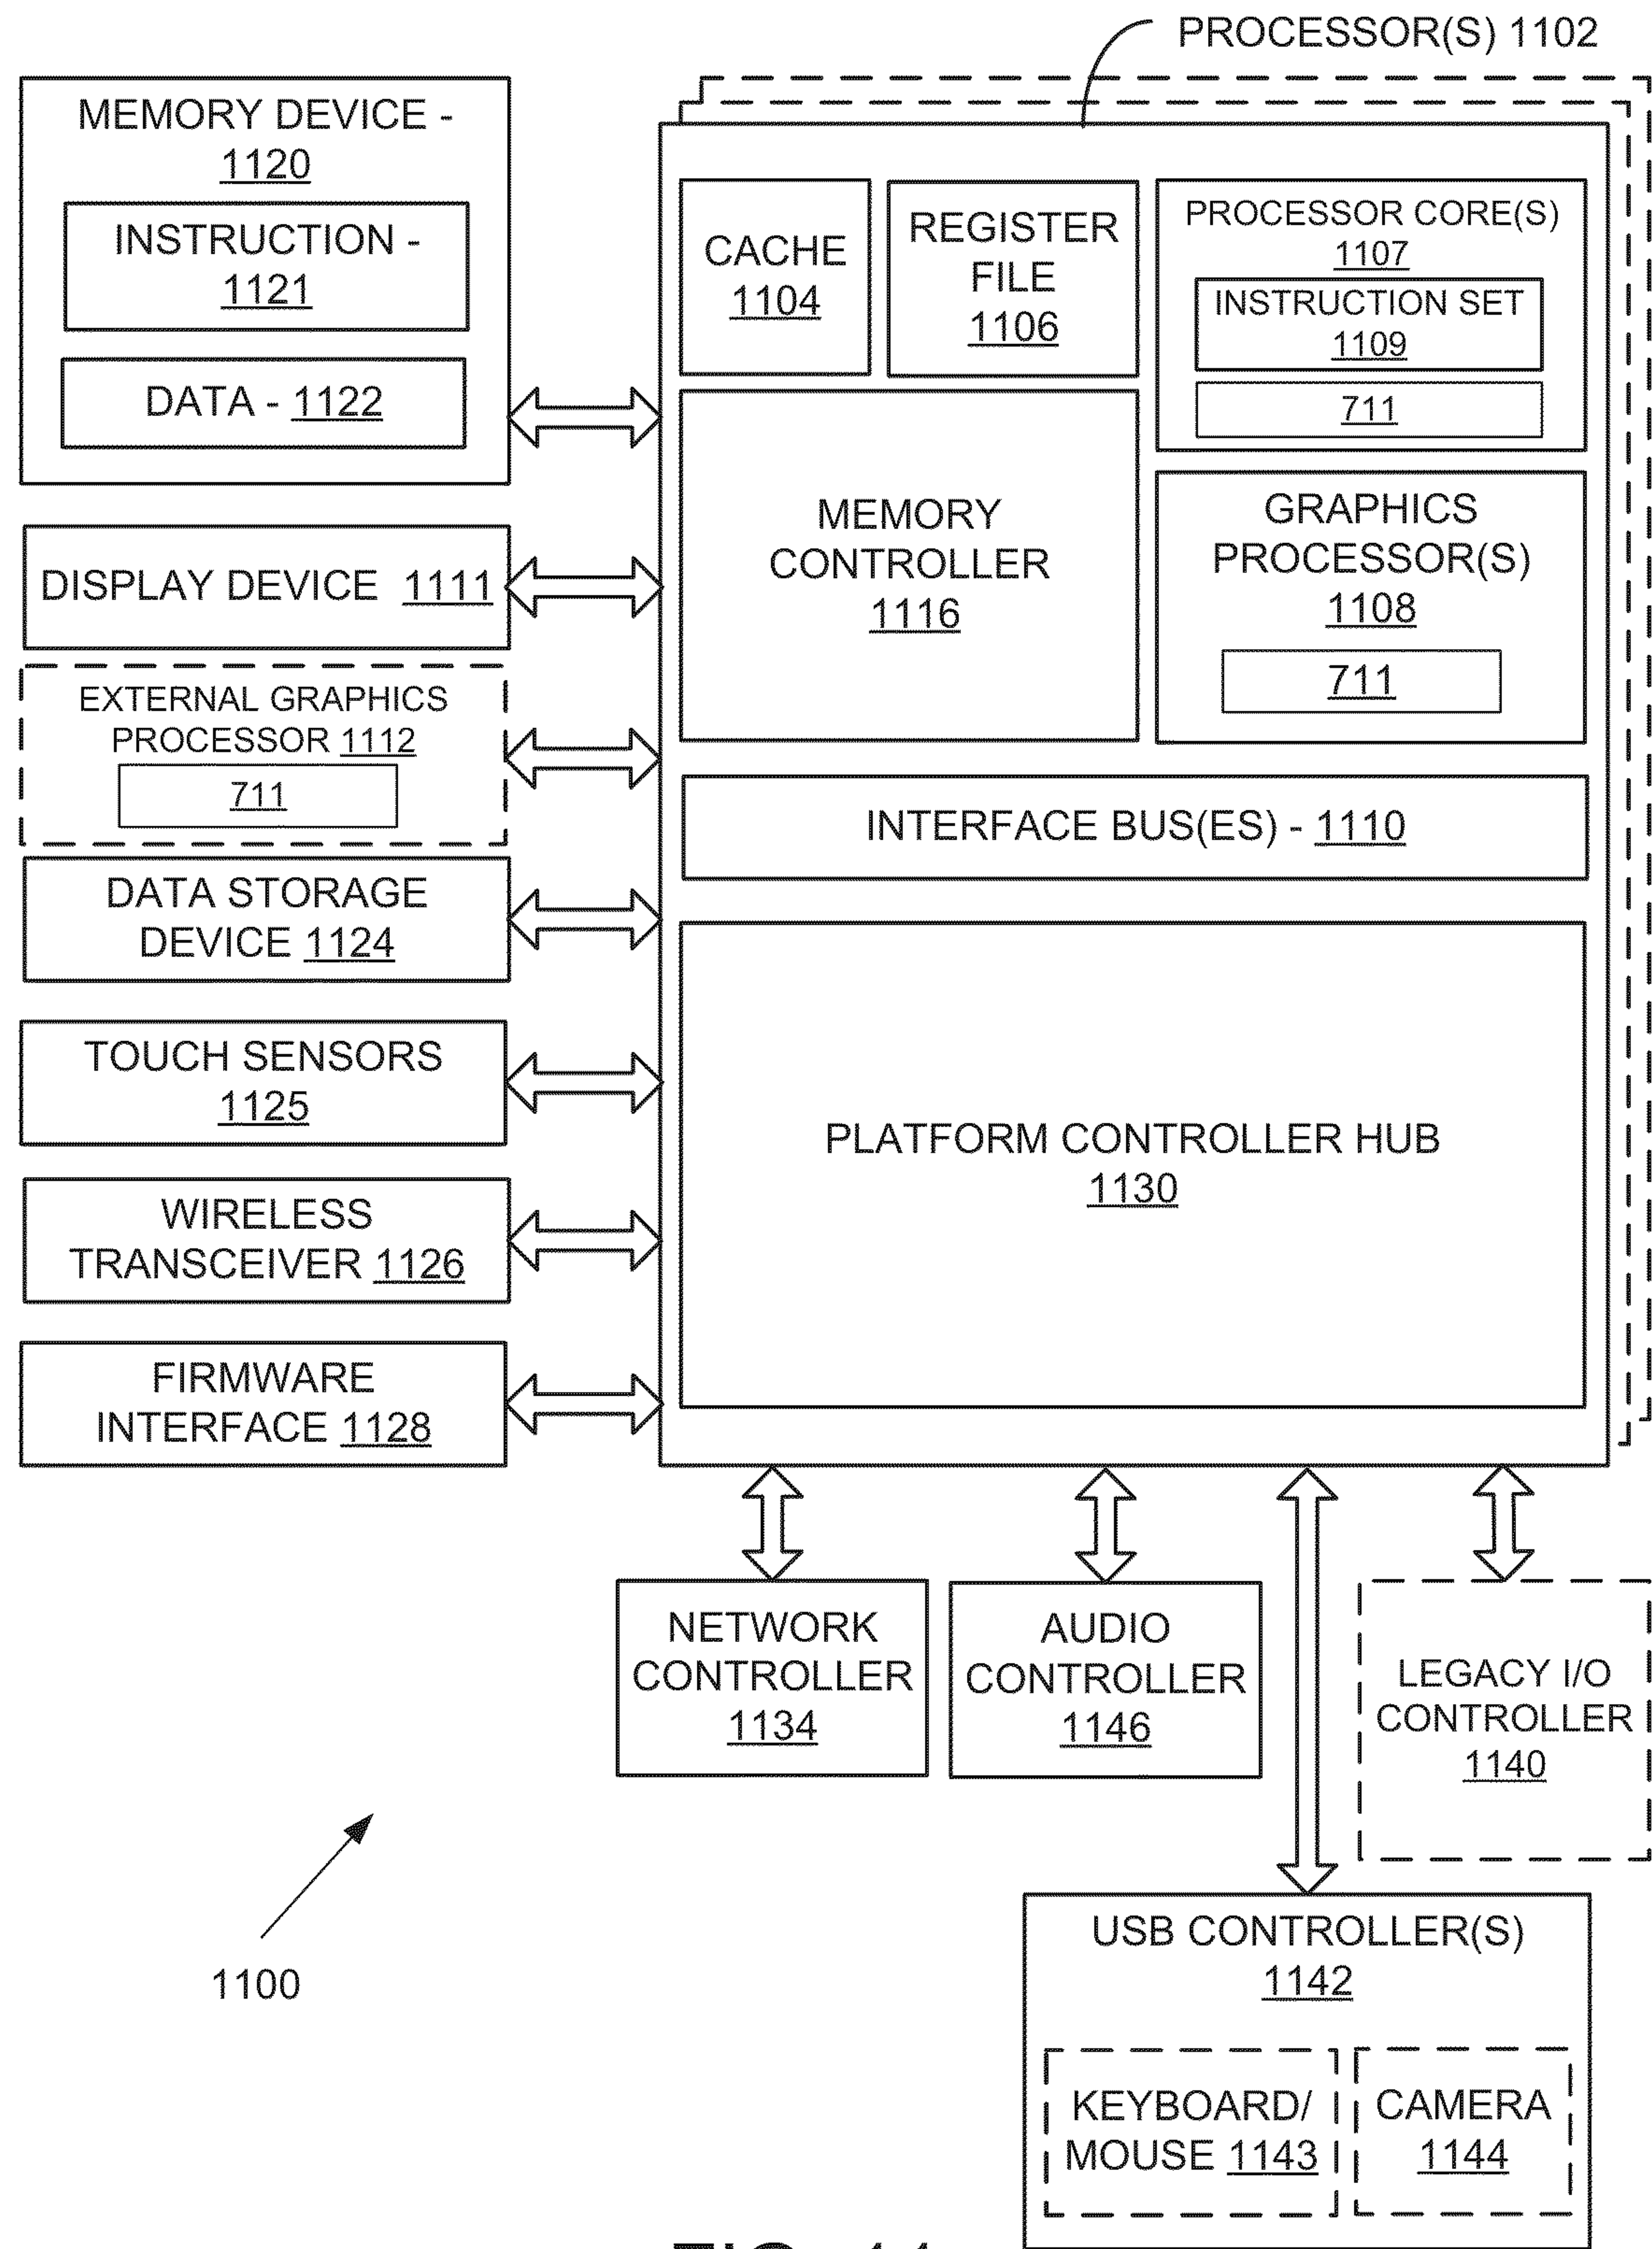 PROCESSOR(S) 1102
MEMORY DEVICE -
1120
INSTRUCTION -
1121
DATA - 1122
DISPLAY DEVICE 1111
EXTERNAL GRAPHICS
PROCESSOR 1112
711
DATA STORAGE
DEVICE 1124
TOUCH SENSORS
1125
WIRELESS
TRANSCEIVER 1126
FIRMWARE
INTERFACE 1128
CACHE
1104
REGISTER
FILE
1106
PROCESSOR CORE(S)
1107
INSTRUCTION SET
1109
711
MEMORY
CONTROLLER
1116
GRAPHICS
PROCESSOR(S)
1108
711
INTERFACE BUS(ES) - 1110
PLATFORM CONTROLLER HUB
1130
NETWORK
CONTROLLER
1134
AUDIO
CONTROLLER
1146
LEGACY I/O
CONTROLLER
1140
1100
USB CONTROLLER(S)
1142
KEYBOARD/
MOUSE 1143
CAMERA
1144